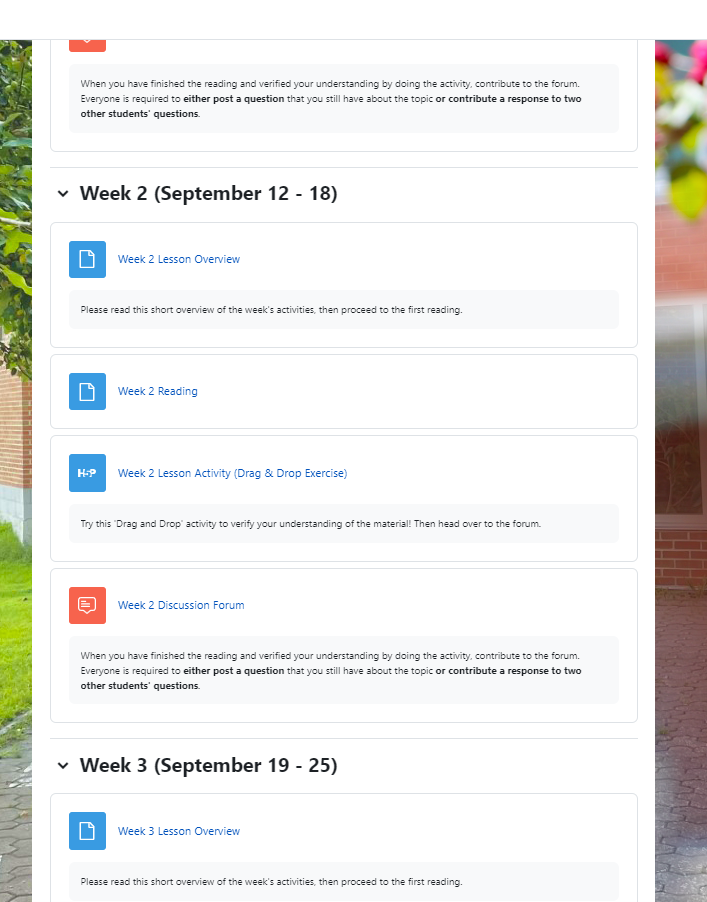 When you have finished the reading and verified your understanding by doing the activity, contribute to the forum.
Everyone is required to either post a question that you still have about the topic or contribute a response to two
other students' questions.
Week 2 (September 12 - 18)
Week 2 Lesson Overview
Please read this short overview of the week's activities, then proceed to the first reading.
Week 2 Reading
H-P
Week 2 Lesson Activity (Drag & Drop Exercise)
Try this 'Drag and Drop' activity to verify your understanding of the material! Then head over to the forum.
Week 2 Discussion Forum
When you have finished the reading and verified your understanding by doing the activity, contribute to the forum.
Everyone is required to either post a question that you still have about the topic or contribute a response to two
other students' questions.
Week 3 (September 19 - 25)
Week 3 Lesson Overview
Please read this short overview of the week's activities, then proceed to the first reading.